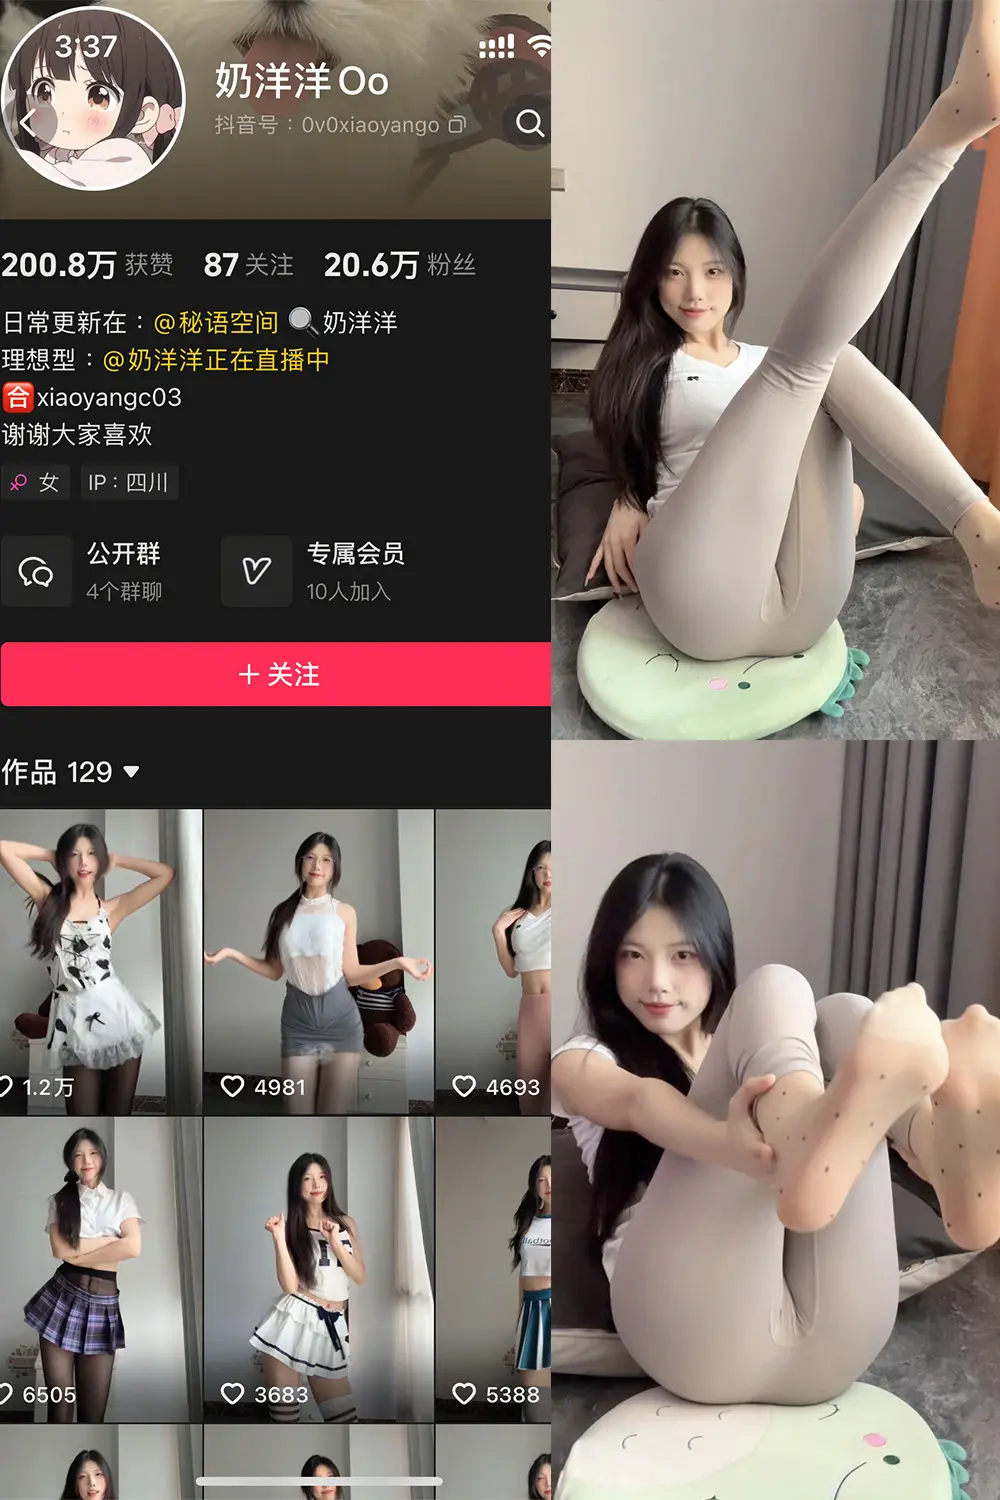 3:37
奶洋洋Oo
抖音号：0v0xiaoyango
200.8万 获赞 87 关注 20.6万 粉丝
日常更新在：@秘语空间 🔍奶洋洋
理想型：@奶洋洋正在直播中
合 xiaoyangc03
谢谢大家喜欢
女 IP：四川
公开群 专属会员
4个群聊 10人加入
+ 关注
作品 129
1.2万 4981 4693
6505 3683 5388